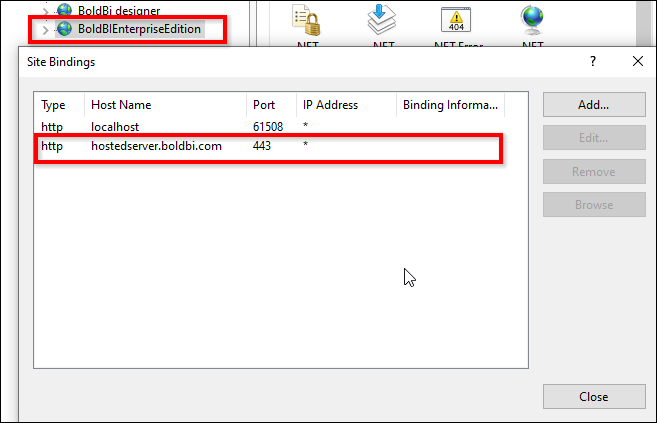 BoldBi designer
BoldBIEnterpriseEdition
.NET
.NET
.NET Error
.NET
404
Site Bindings
? ×
Type Host Name Port IP Address Binding Informa...
http localhost 61508 *
http hostedserver.boldbi.com 443 *
Add...
Edit...
Remove
Browse
Close